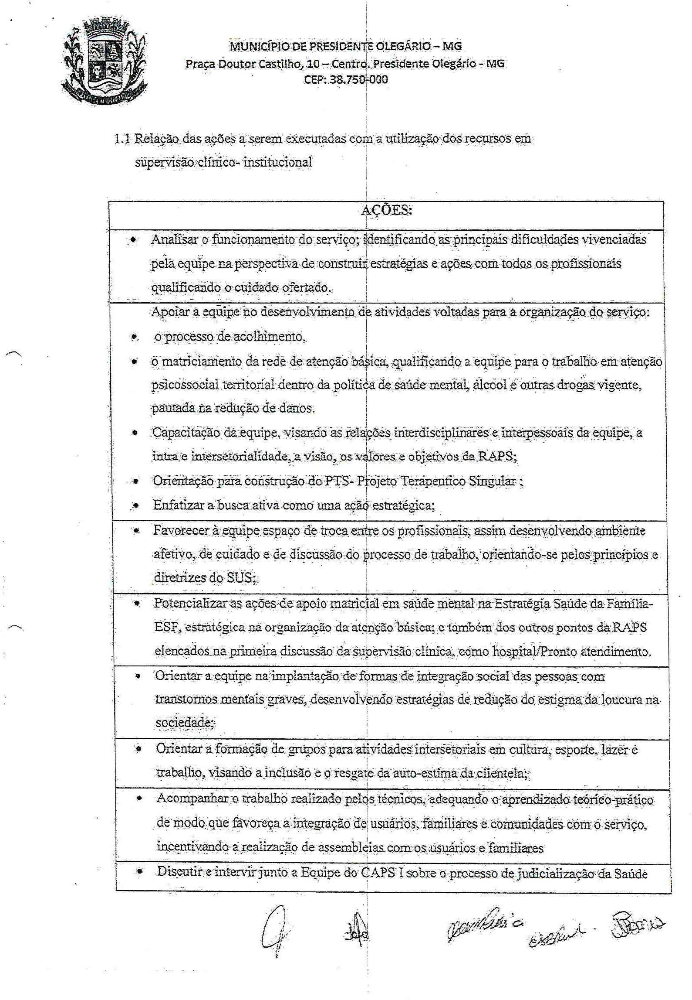 MUNICÍPIO DE PRESIDENTE OLEGÁRIO – MG
Praça Doutor Castilho, 10 – Centro. Presidente Olegário - MG
CEP: 38.750-000
1.1 Relação das ações a serem executadas com a utilização dos recursos em
supervisão clínico- institucional
AÇÕES:
• Analisar o funcionamento do serviço; identificando as principais dificuldades vivenciadas
pela equipe na perspectiva de construir estratégias e ações com todos os profissionais
qualificando o cuidado ofertado.
Apoiar a equipe no desenvolvimento de atividades voltadas para a organização do serviço:
• o processo de acolhimento,
• o matriciamento da rede de atenção básica, qualificando a equipe para o trabalho em atenção
psicossocial territorial dentro da política de saúde mental, álcool e outras drogas vigente,
pautada na redução de danos.
• Capacitação da equipe, visando as relações interdisciplinares e interpessoais da equipe, a
intra e intersetorialidade, a visão, os valores e objetivos da RAPS;
• Orientação para construção do PTS- Projeto Terapeutico Singular ;
• Enfatizar a busca ativa como uma ação estratégica;
• Favorecer à equipe espaço de troca entre os profissionais, assim desenvolvendo ambiente
afetivo, de cuidado e de discussão do processo de trabalho, orientando-se pelos princípios e
diretrizes do SUS;
• Potencializar as ações de apoio matricial em saúde mental na Estratégia Saúde da Família-
ESF, estratégica na organização da atenção básica; e também dos outros pontos da RAPS
elencados na primeira discussão da supervisão clínica, como hospital/Pronto atendimento.
• Orientar a equipe na implantação de formas de integração social das pessoas com
transtornos mentais graves, desenvolvendo estratégias de redução do estigma da loucura na
sociedade;
• Orientar a formação de grupos para atividades intersetoriais em cultura, esporte, lazer e
trabalho, visando a inclusão e o resgate da auto-estima da clientela;
• Acompanhar o trabalho realizado pelos técnicos, adequando o aprendizado teórico-prático
de modo que favoreça a integração de usuários, familiares e comunidades com o serviço,
incentivando a realização de assembleias com os usuários e familiares
• Discutir e intervir junto a Equipe do CAPS I sobre o processo de judicialização da Saúde